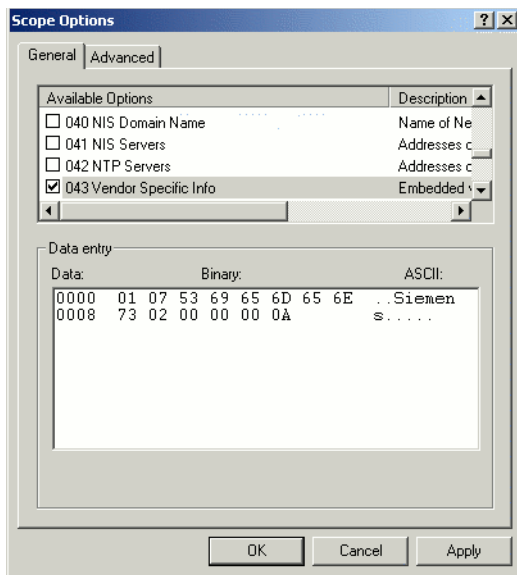 Scope Options
General Advanced
Available Options Description
040 NIS Domain Name Name of Ne
041 NIS Servers Addresses c
042 NTP Servers Addresses c
043 Vendor Specific Info Embedded v
Data entry
Data: Binary: ASCII:
0000 01 07 53 69 65 6D 65 6E ..Siemen
0008 73 02 00 00 00 0A s.....
OK Cancel Apply